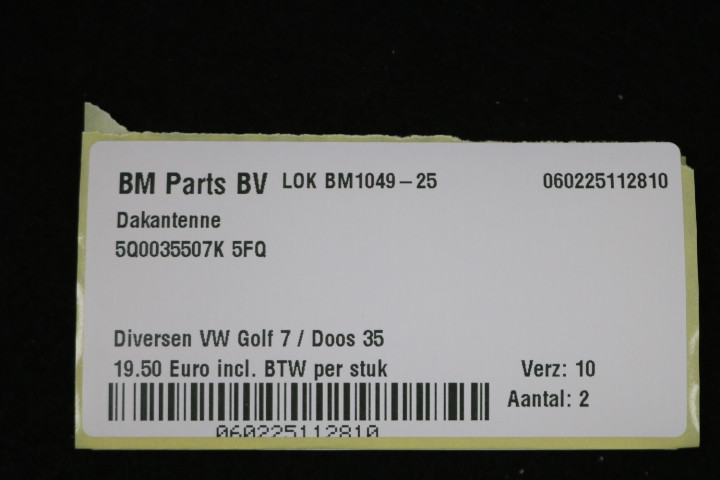 BM Parts BV LOK BM1049-25 060225112810
Dakantenne
5Q0035507K 5FQ
Diversen VW Golf 7 / Doos 35
19.50 Euro incl. BTW per stuk Verz: 10
Aantal: 2
060225112810